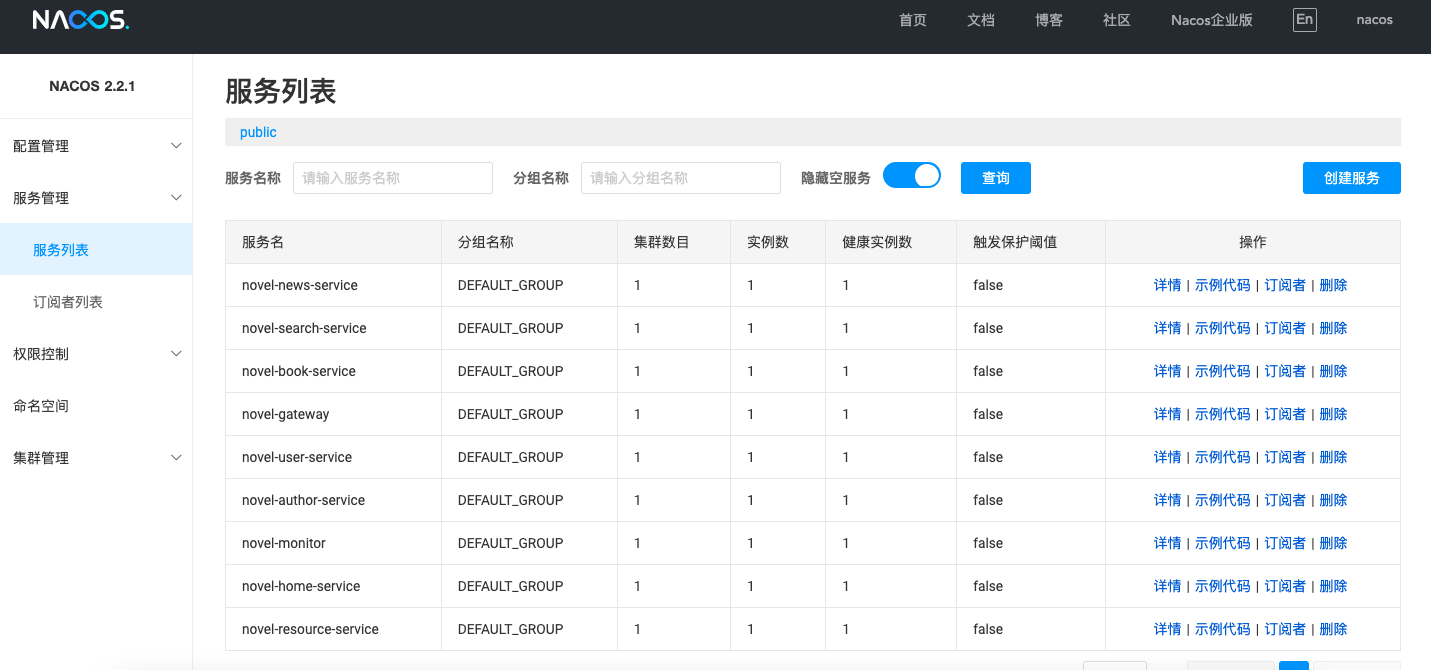 NACOS.
首页 文档 博客 社区 Nacos企业版 En nacos
NACOS 2.2.1
配置管理
服务管理
服务列表
订阅者列表
权限控制
命名空间
集群管理
服务列表
public
服务名称 请输入服务名称 分组名称 请输入分组名称 隐藏空服务 查询 创建服务
服务名 分组名称 集群数目 实例数 健康实例数 触发保护阈值 操作
novel-news-service DEFAULT_GROUP 1 1 1 false 详情 | 示例代码 | 订阅者 | 删除
novel-search-service DEFAULT_GROUP 1 1 1 false 详情 | 示例代码 | 订阅者 | 删除
novel-book-service DEFAULT_GROUP 1 1 1 false 详情 | 示例代码 | 订阅者 | 删除
novel-gateway DEFAULT_GROUP 1 1 1 false 详情 | 示例代码 | 订阅者 | 删除
novel-user-service DEFAULT_GROUP 1 1 1 false 详情 | 示例代码 | 订阅者 | 删除
novel-author-service DEFAULT_GROUP 1 1 1 false 详情 | 示例代码 | 订阅者 | 删除
novel-monitor DEFAULT_GROUP 1 1 1 false 详情 | 示例代码 | 订阅者 | 删除
novel-home-service DEFAULT_GROUP 1 1 1 false 详情 | 示例代码 | 订阅者 | 删除
novel-resource-service DEFAULT_GROUP 1 1 1 false 详情 | 示例代码 | 订阅者 | 删除